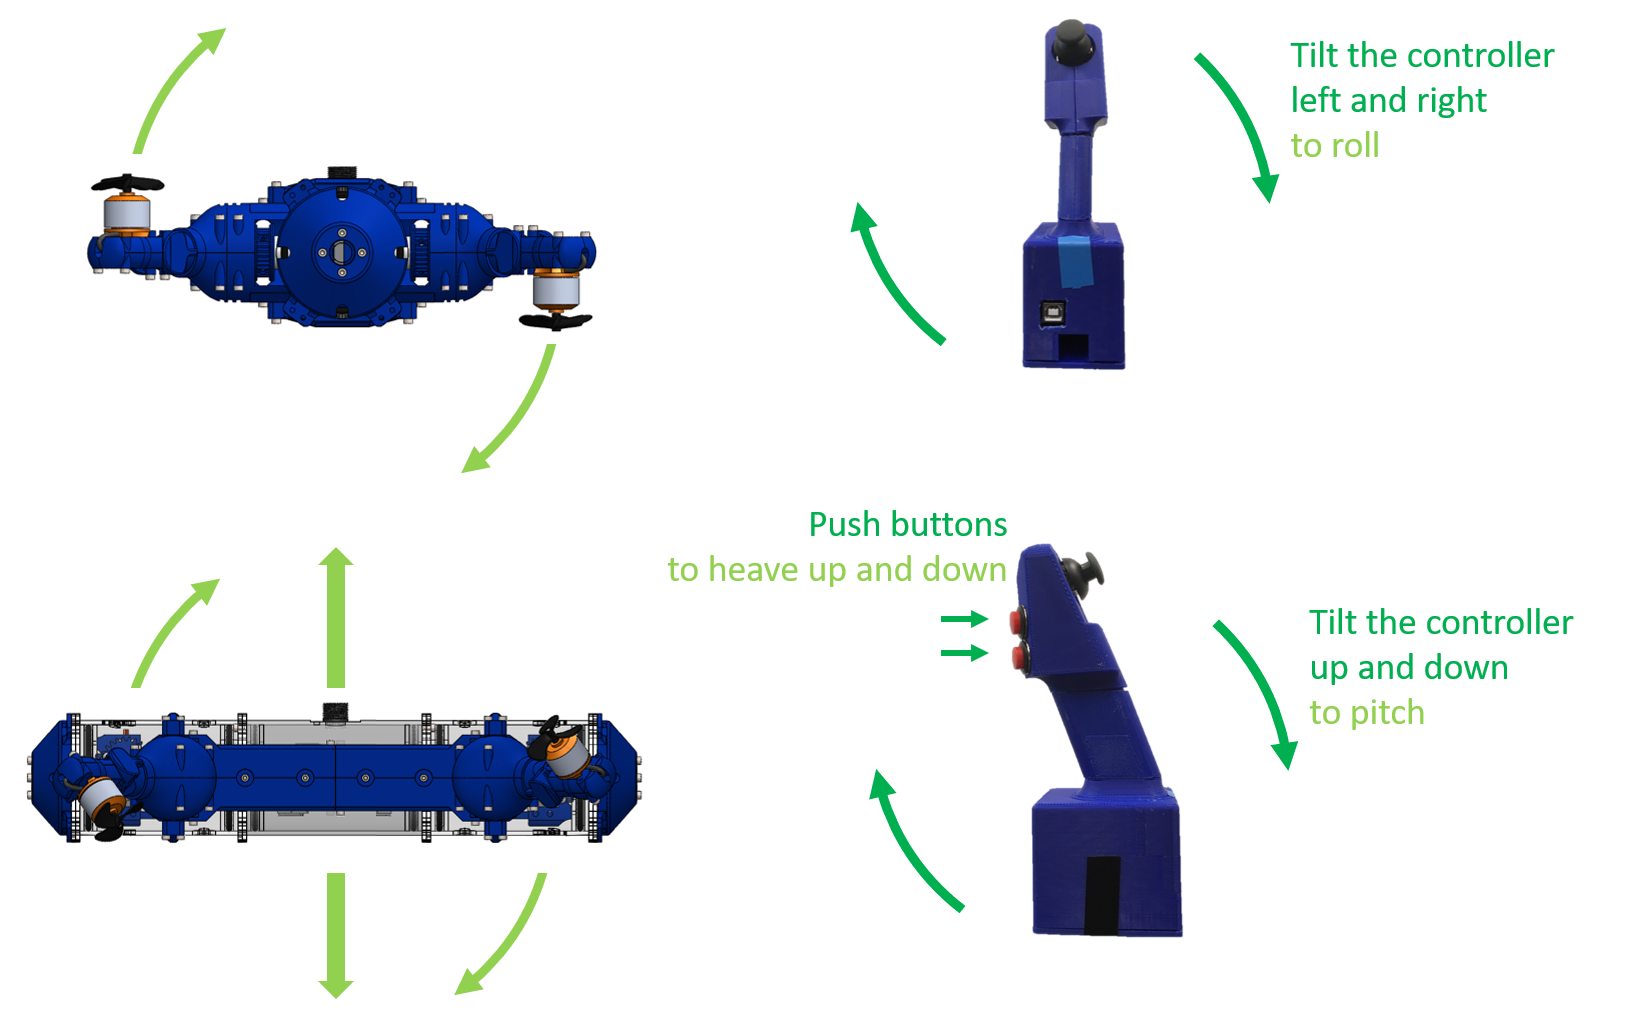 Tilt the controller
left and right
to roll
Push buttons
to heave up and down
Tilt the controller
up and down
to pitch